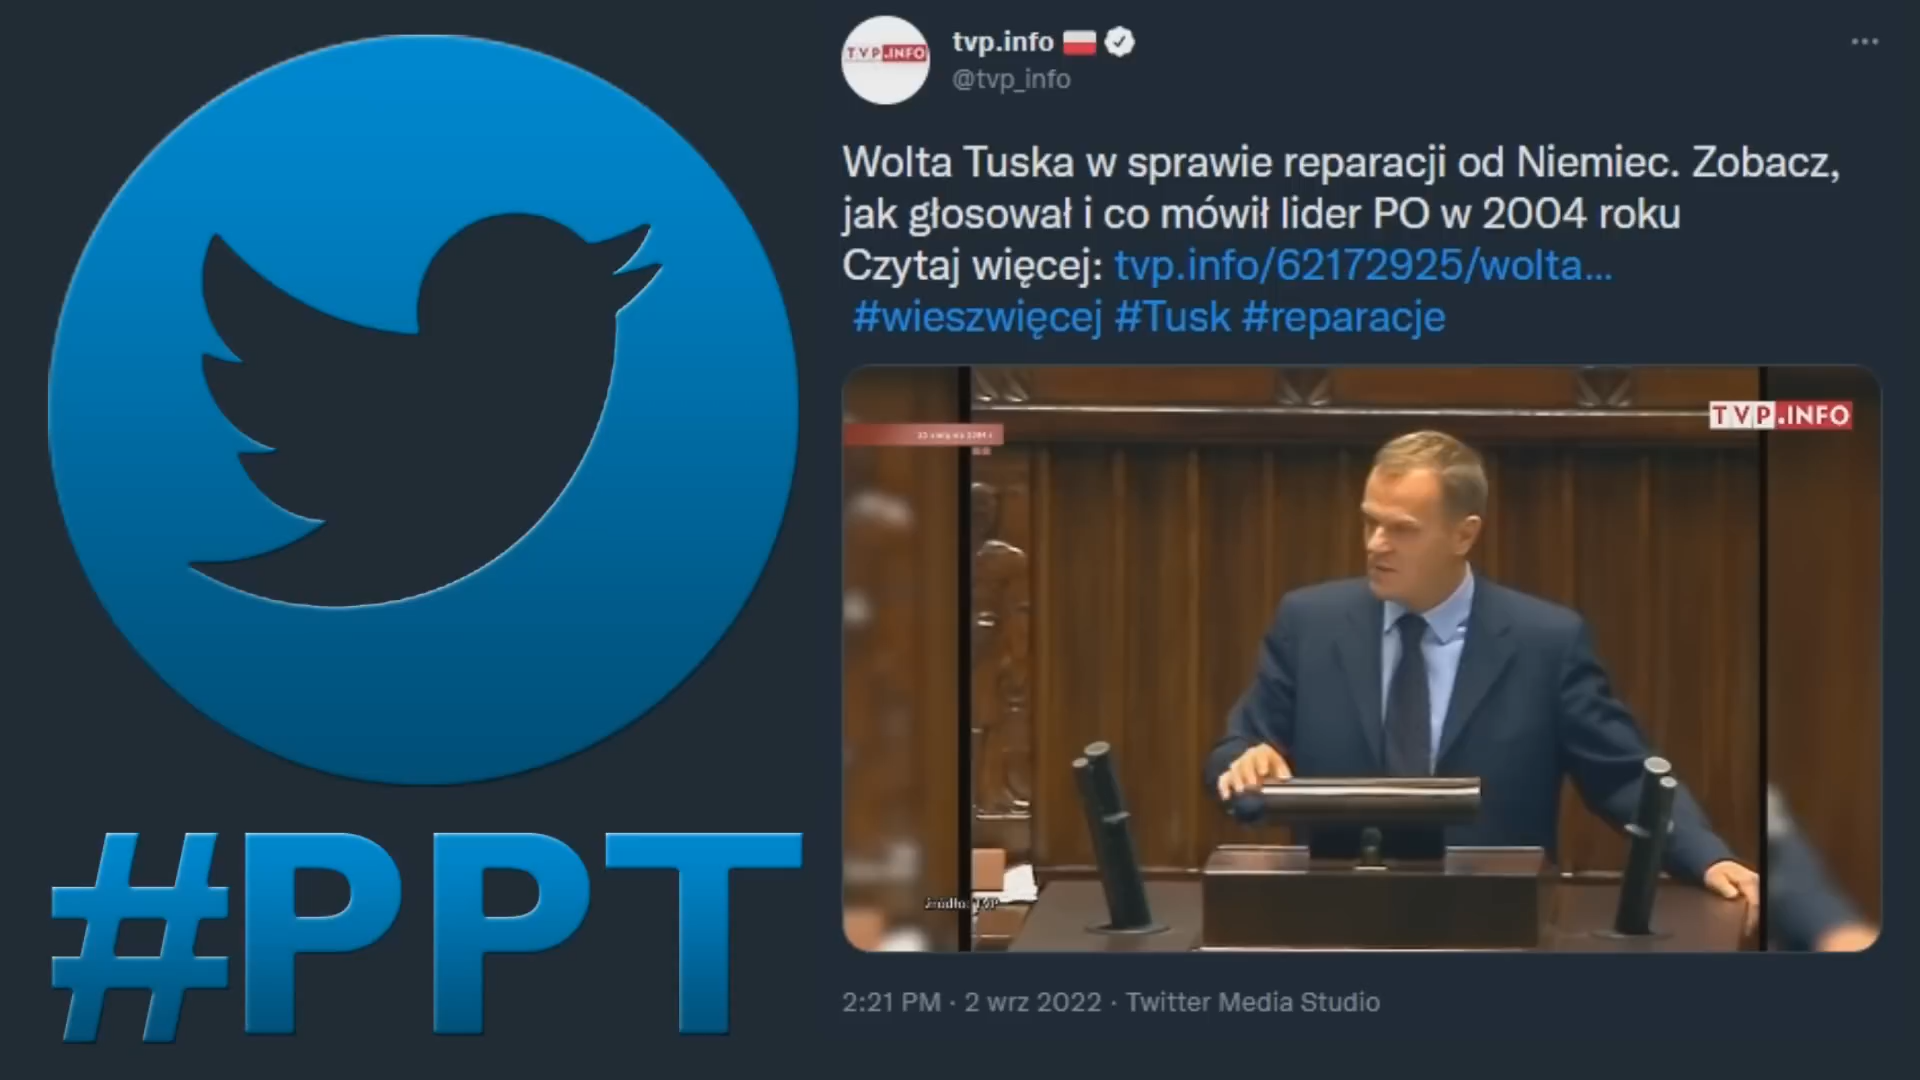 TVP.INFO
tvp.info
@tvp_info
Wolta Tuska w sprawie reparacji od Niemiec. Zobacz,
jak głosował i co mówił lider PO w 2004 roku
Czytaj więcej: tvp.info/62172925/wolta...
#wieszwięcej #Tusk #reparacje
TVP.INFO
źródło: TVP
2:21 PM · 2 wrz 2022 · Twitter Media Studio
#PPT